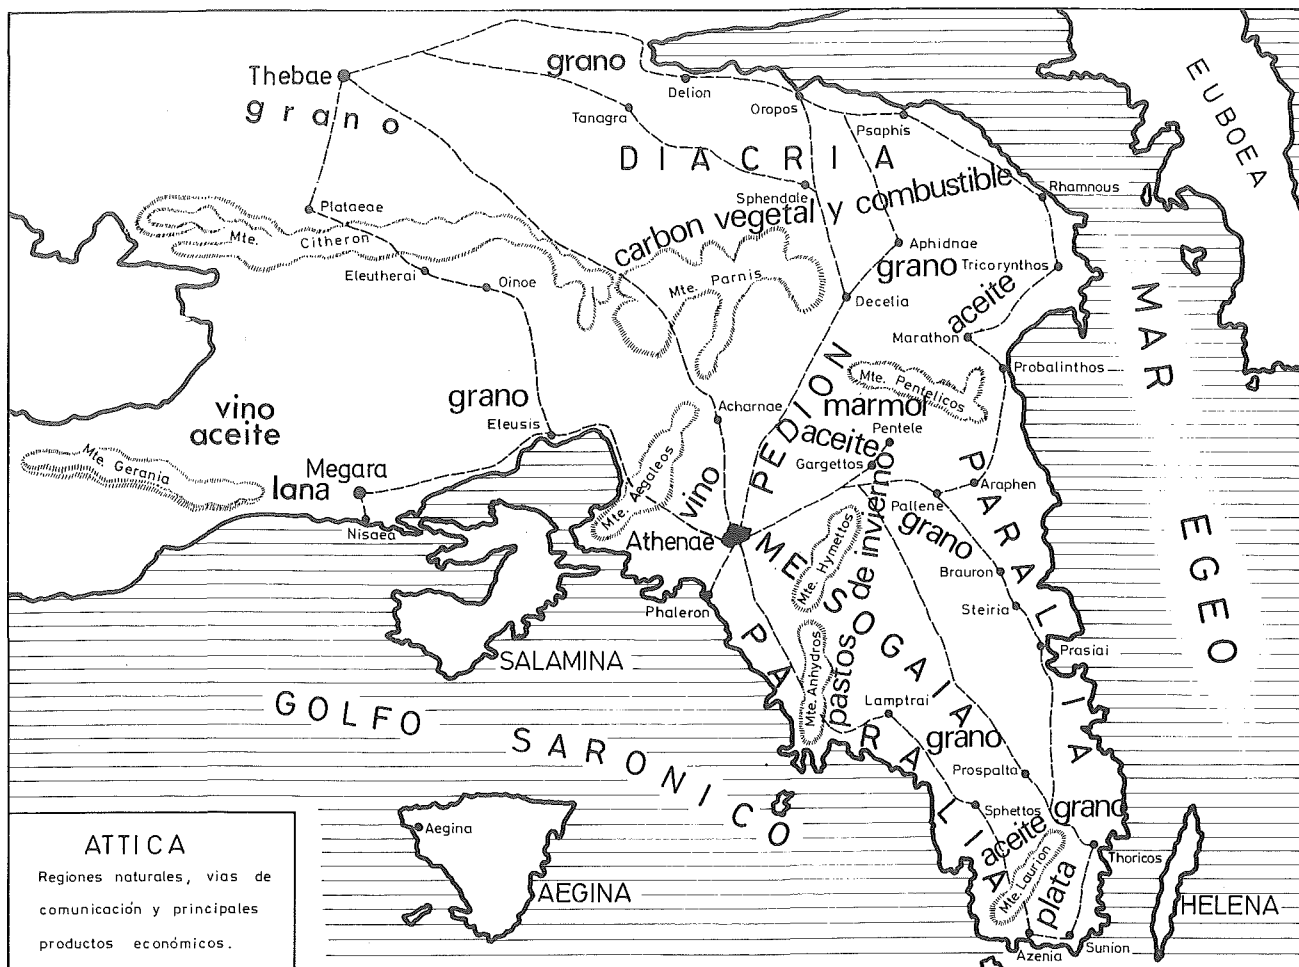 grano
Thebae
Delion
grano
Tanagra
Oropos
Psaphis
EUBOEA
DIACRIA
Sphendale
Rhamnous
carbon vegetal y combustible
Plataeae
Mte. Citheron
Aphidnae
Eleutherai
Oinoe
Mte. Parnis
grano
Tricorynthos
Decelia
aceite
MAR EGEO
Marathon
Probalinthos
Mte. Pentelicos
PEDION
marmol
vino
aceite
grano
Acharnae
Pentele
Eleusis
aceite
Mte. Gerania
Megara
lana
Mte. Aegaleos
Gargettos
Araphen
vino
Pallene
PARALIA
Nisaea
Athenae
grano
Mte. Hymettos
Brauron
MESOGAIA
pastos de invierno
Steiria
Phaleron
Prasiai
SALAMINA
PARALIA
Mte. Anhydros
Lamptrai
GOLFO SARONICO
grano
Prospalta
Sphettos
grano
Aegina
aceite
Thoricos
Mte. Laurion
plata
AEGINA
HELENA
Azenia
Sunion
ATTICA
Regiones naturales, vias de
comunicación y principales
productos económicos.